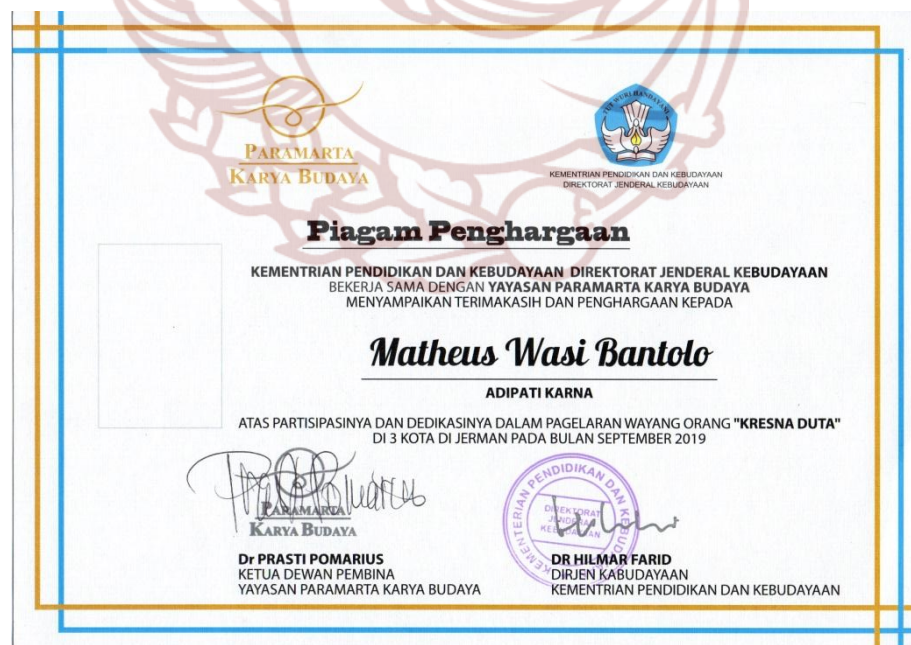 PARAMARTA
KARYA BUDAYA
TUT WURI HANDAYANI
KEMENTRIAN PENDIDIKAN DAN KEBUDAYAAN
DIREKTORAT JENDERAL KEBUDAYAAN
Piagam Penghargaan
KEMENTRIAN PENDIDIKAN DAN KEBUDAYAAN DIREKTORAT JENDERAL KEBUDAYAAN
BEKERJA SAMA DENGAN YAYASAN PARAMARTA KARYA BUDAYA
MENYAMPAIKAN TERIMAKASIH DAN PENGHARGAAN KEPADA
Matheus Wasi Bantolo
ADIPATI KARNA
ATAS PARTISIPASINYA DAN DEDIKASINYA DALAM PAGELARAN WAYANG ORANG "KRESNA DUTA"
DI 3 KOTA DI JERMAN PADA BULAN SEPTEMBER 2019
PARAMARTA
KARYA BUDAYA
KEMENTERIAN PENDIDIKAN DAN KEBUDAYAAN
DIREKTORAT
JENDERAL
KEBUDAYAAN
Dr PRASTI POMARIUS
KETUA DEWAN PEMBINA
YAYASAN PARAMARTA KARYA BUDAYA
DR HILMAR FARID
DIRJEN KABUDAYAAN
KEMENTRIAN PENDIDIKAN DAN KEBUDAYAAN